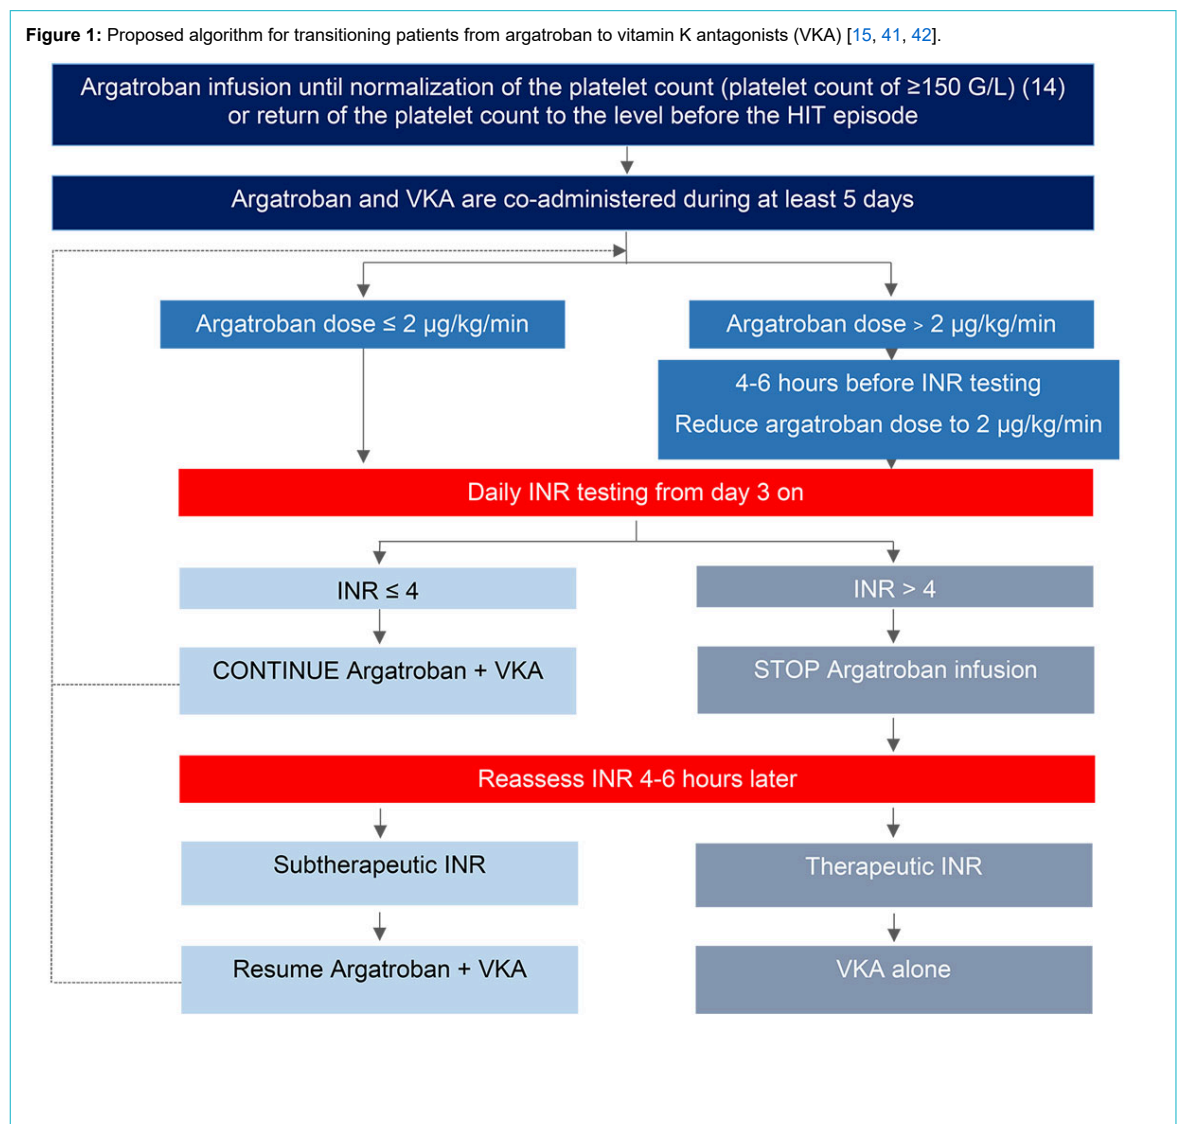 Figure 1: Proposed algorithm for transitioning patients from argatroban to vitamin K antagonists (VKA) [15, 41, 42].
Argatroban infusion until normalization of the platelet count (platelet count of ≥150 G/L) (14)
or return of the platelet count to the level before the HIT episode
Argatroban and VKA are co-administered during at least 5 days
Argatroban dose ≤ 2 µg/kg/min
Argatroban dose > 2 µg/kg/min
4-6 hours before INR testing
Reduce argatroban dose to 2 µg/kg/min
Daily INR testing from day 3 on
INR ≤ 4
INR > 4
CONTINUE Argatroban + VKA
STOP Argatroban infusion
Reassess INR 4-6 hours later
Subtherapeutic INR
Therapeutic INR
Resume Argatroban + VKA
VKA alone